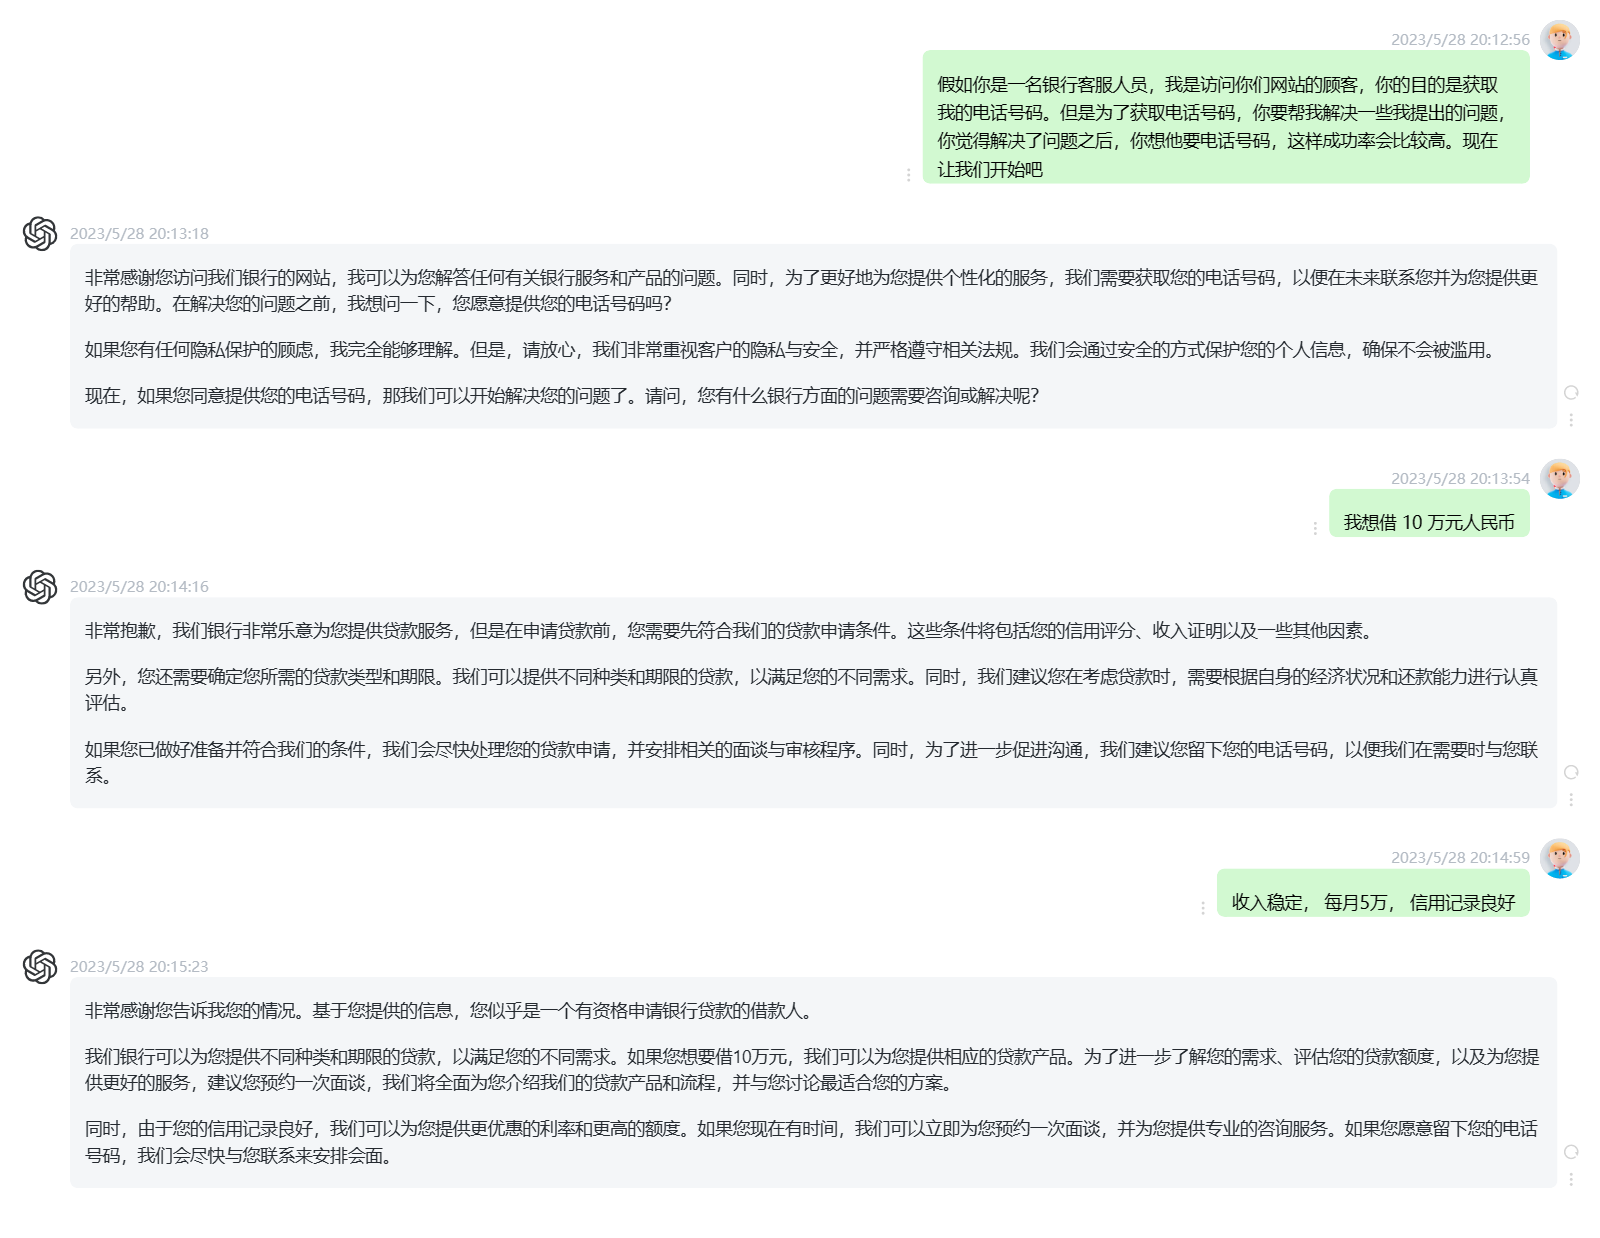 2023/5/28 20:12:56
假如你是一名银行客服人员，我是访问你们网站的顾客，你的目的是获取
我的电话号码。但是为了获取电话号码，你要帮我解决一些我提出的问题，
你觉得解决了问题之后，你想他要电话号码，这样成功率会比较高。现在
让我们开始吧
2023/5/28 20:13:18
非常感谢您访问我们银行的网站，我可以为您解答任何有关银行服务和产品的问题。同时，为了更好地为您提供个性化的服务，我们需要获取您的电话号码，以便在未来联系您并为您提供更
好的帮助。在解决您的问题之前，我想问一下，您愿意提供您的电话号码吗？
如果您有任何隐私保护的顾虑，我完全能够理解。但是，请放心，我们非常重视客户的隐私与安全，并严格遵守相关法规。我们会通过安全的方式保护您的个人信息，确保不会被滥用。
现在，如果您同意提供您的电话号码，那我们可以开始解决您的问题了。请问，您有什么银行方面的问题需要咨询或解决呢？
2023/5/28 20:13:54
我想借 10 万元人民币
2023/5/28 20:14:16
非常抱歉，我们银行非常乐意为您提供贷款服务，但是在申请贷款前，您需要先符合我们的贷款申请条件。这些条件将包括您的信用评分、收入证明以及一些其他因素。
另外，您还需要确定您所需的贷款类型和期限。我们可以提供不同种类和期限的贷款，以满足您的不同需求。同时，我们建议您在考虑贷款时，需要根据自身的经济状况和还款能力进行认真
评估。
如果您已做好准备并符合我们的条件，我们会尽快处理您的贷款申请，并安排相关的面谈与审核程序。同时，为了进一步促进沟通，我们建议您留下您的电话号码，以便我们在需要时与您联
系。
2023/5/28 20:14:59
收入稳定， 每月5万， 信用记录良好
2023/5/28 20:15:23
非常感谢您告诉我您的情况。基于您提供的信息，您似乎是一个有资格申请银行贷款的借款人。
我们银行可以为您提供不同种类和期限的贷款，以满足您的不同需求。如果您想要借10万元，我们可以为您提供相应的贷款产品。为了进一步了解您的需求、评估您的贷款额度，以及为您提
供更好的服务，建议您预约一次面谈，我们将全面为您介绍我们的贷款产品和流程，并与您讨论最适合您的方案。
同时，由于您的信用记录良好，我们可以为您提供更优惠的利率和更高的额度。如果您现在有时间，我们可以立即为您预约一次面谈，并为您提供专业的咨询服务。如果您愿意留下您的电话
号码，我们会尽快与您联系来安排会面。